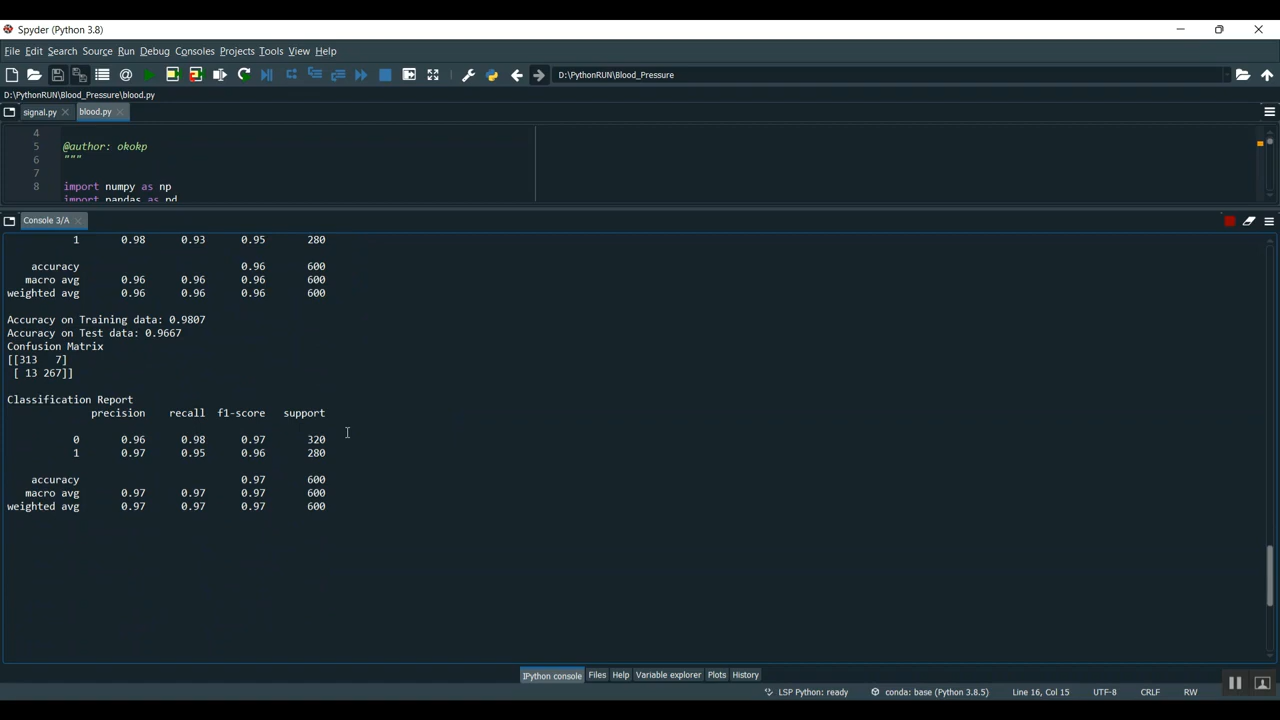 Spyder (Python 3.8)
File Edit Search Source Run Debug Consoles Projects Tools View Help
D:\PythonRUN\Blood_Pressure
D:\PythonRUN\Blood_Pressure\blood.py
signal.py blood.py
4
5 @author: okokp
6 """
7
8 import numpy as np
import pandas as pd
Console 3/A
1 0.98 0.93 0.95 280
accuracy 0.96 600
macro avg 0.96 0.96 0.96 600
weighted avg 0.96 0.96 0.96 600
Accuracy on Training data: 0.9807
Accuracy on Test data: 0.9667
Confusion Matrix
[[313 7]
[ 13 267]]
Classification Report
precision recall f1-score support
0 0.96 0.98 0.97 320
1 0.97 0.95 0.96 280
accuracy 0.97 600
macro avg 0.97 0.97 0.97 600
weighted avg 0.97 0.97 0.97 600
IPython console Files Help Variable explorer Plots History
LSP Python: ready conda: base (Python 3.8.5) Line 16, Col 15 UTF-8 CRLF RW